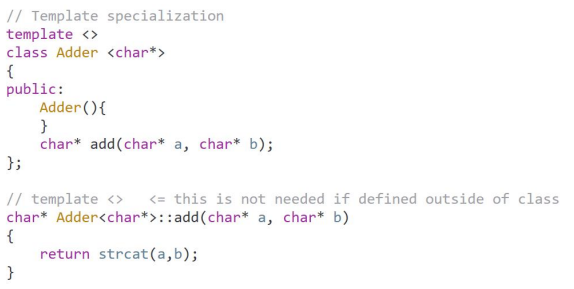 // Template specialization
template <>
class Adder <char*>
{
public:
    Adder(){
    }
    char* add(char* a, char* b);
};
// template <>   <= this is not needed if defined outside of class
char* Adder<char*>::add(char* a, char* b)
{
    return strcat(a,b);
}